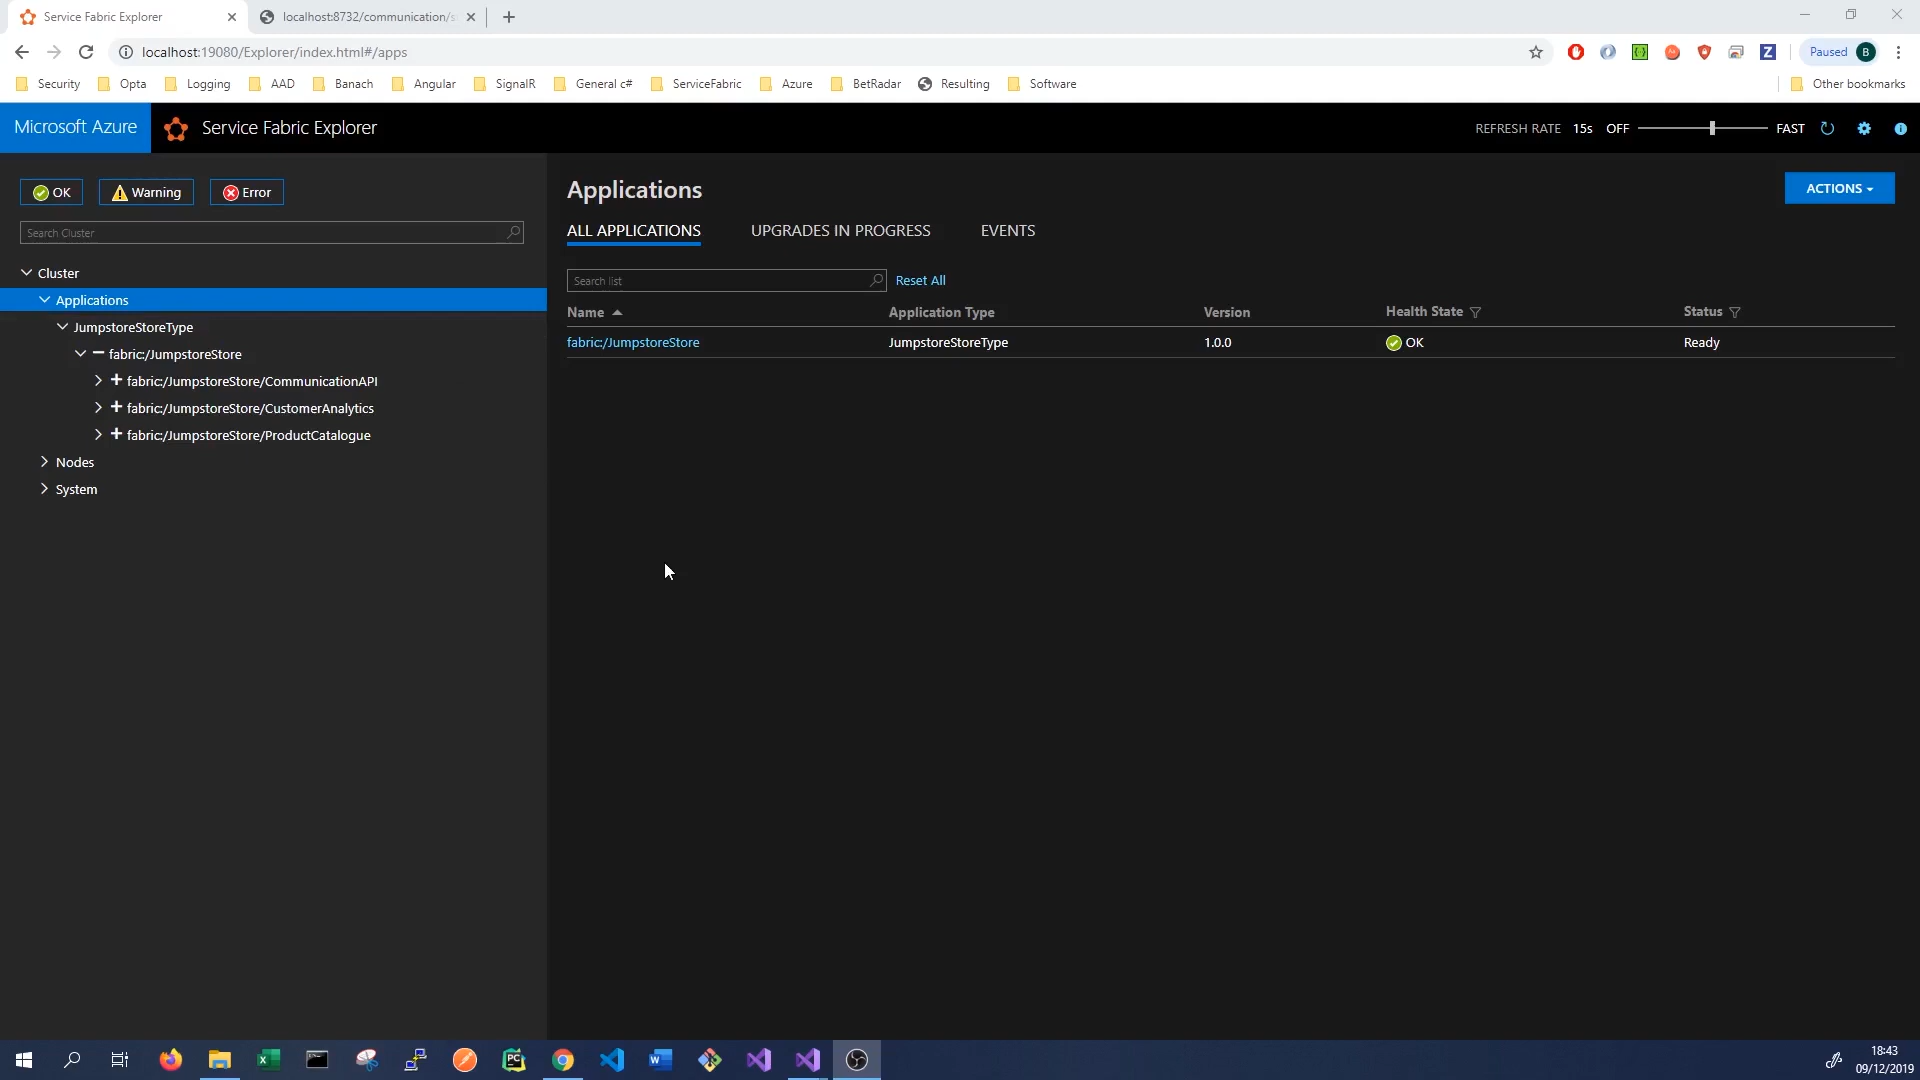 Service Fabric Explorer
localhost:8732/communication/s
localhost:19080/Explorer/index.html#/apps
Paused B
Security Opta Logging AAD Banach Angular SignalR General c# ServiceFabric Azure BetRadar Resulting Software Other bookmarks
Microsoft Azure Service Fabric Explorer REFRESH RATE 15s OFF FAST
OK Warning Error
Search Cluster
Cluster
Applications
JumpstoreStoreType
fabric:/JumpstoreStore
fabric:/JumpstoreStore/CommunicationAPI
fabric:/JumpstoreStore/CustomerAnalytics
fabric:/JumpstoreStore/ProductCatalogue
Nodes
System
Applications
ACTIONS
ALL APPLICATIONS UPGRADES IN PROGRESS EVENTS
Search list Reset All
Name Application Type Version Health State Status
fabric:/JumpstoreStore JumpstoreStoreType 1.0.0 OK Ready
18:43
09/12/2019